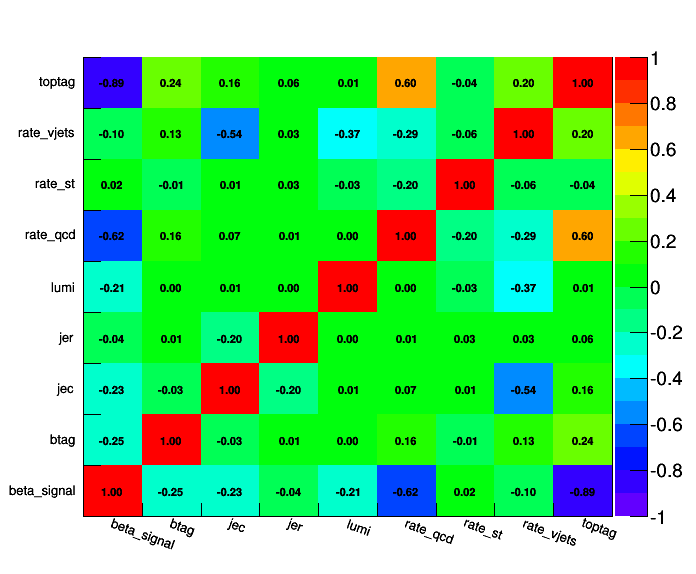 toptag -0.89 0.24 0.16 0.06 0.01 0.60 -0.04 0.20 1.00
rate_vjets -0.10 0.13 -0.54 0.03 -0.37 -0.29 -0.06 1.00 0.20
rate_st 0.02 -0.01 0.01 0.03 -0.03 -0.20 1.00 -0.06 -0.04
rate_qcd -0.62 0.16 0.07 0.01 0.00 1.00 -0.20 -0.29 0.60
lumi -0.21 0.00 0.01 0.00 1.00 0.00 -0.03 -0.37 0.01
jer -0.04 0.01 -0.20 1.00 0.00 0.01 0.03 0.03 0.06
jec -0.23 -0.03 1.00 -0.20 0.01 0.07 0.01 -0.54 0.16
btag -0.25 1.00 -0.03 0.01 0.00 0.16 -0.01 0.13 0.24
beta_signal 1.00 -0.25 -0.23 -0.04 -0.21 -0.62 0.02 -0.10 -0.89
beta_signal btag jec jer lumi rate_qcd rate_st rate_vjets toptag
1
0.8
0.6
0.4
0.2
0
-0.2
-0.4
-0.6
-0.8
-1